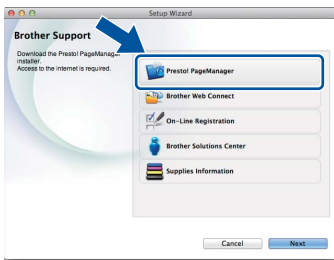 Setup Wizard
Brother Support
Download the Presto! PageManager
installer.
Access to the internet is required.
Presto! PageManager
Brother Web Connect
On-Line Registration
Brother Solutions Center
Supplies Information
Cancel
Next